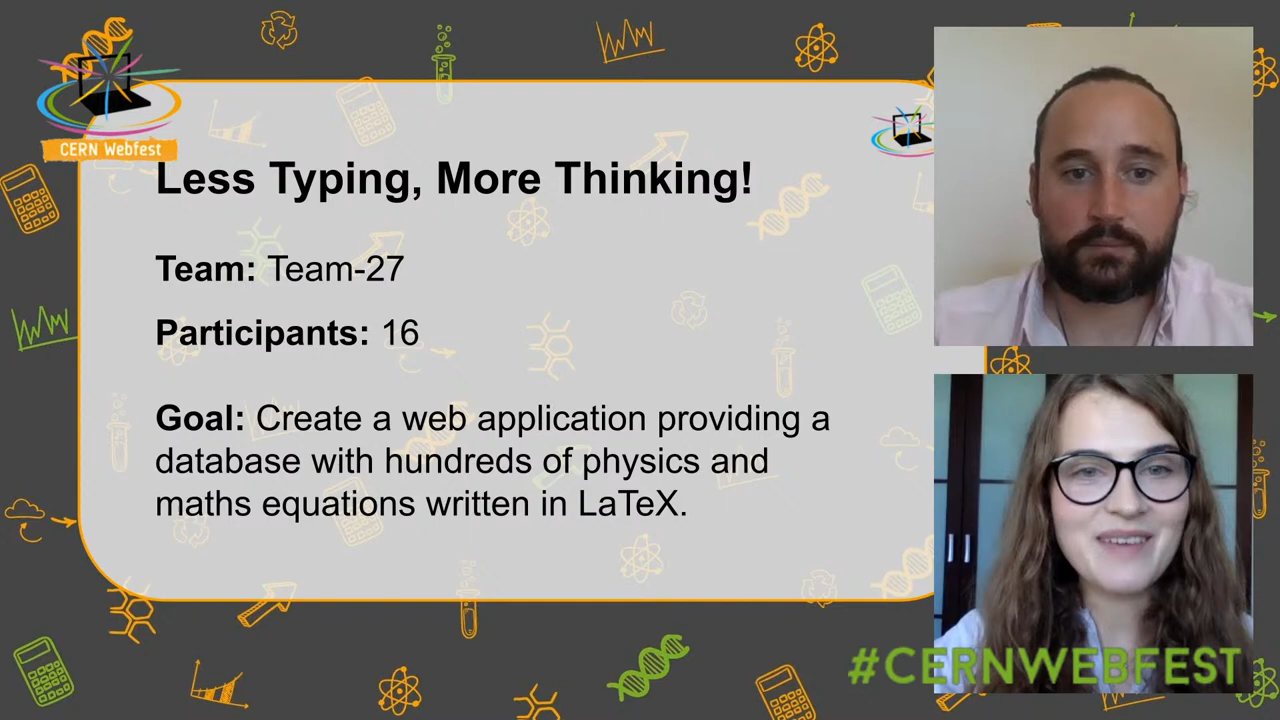 CERN Webfest
Less Typing, More Thinking!
Team: Team-27
Participants: 16
Goal: Create a web application providing a
database with hundreds of physics and
maths equations written in LaTeX.
#CERNWEBFEST